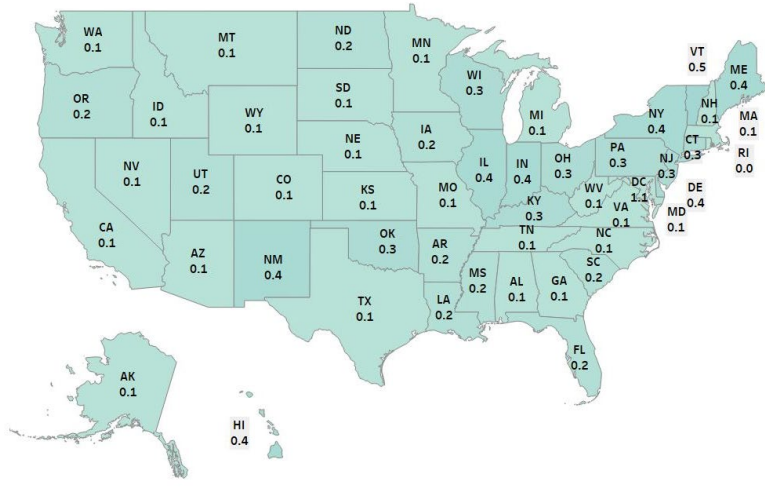 WA
0.1
MT
0.1
ND
0.2
MN
0.1
VT
0.5
ME
0.4
OR
0.2
ID
0.1
WY
0.1
SD
0.1
WI
0.3
MI
0.1
NY
0.4
NH
0.1
MA
0.1
NV
0.1
UT
0.2
CO
0.1
NE
0.1
IA
0.2
IL
0.4
IN
0.4
OH
0.3
PA
0.3
NJ
0.3
CT
0.3
RI
0.0
CA
0.1
AZ
0.1
NM
0.4
KS
0.1
OK
0.3
MO
0.1
KY
0.3
WV
0.1
VA
0.1
DC
1.1
DE
0.4
MD
0.1
TX
0.1
AR
0.2
LA
0.2
MS
0.2
TN
0.1
AL
0.1
GA
0.1
NC
0.1
SC
0.2
FL
0.2
AK
0.1
HI
0.4